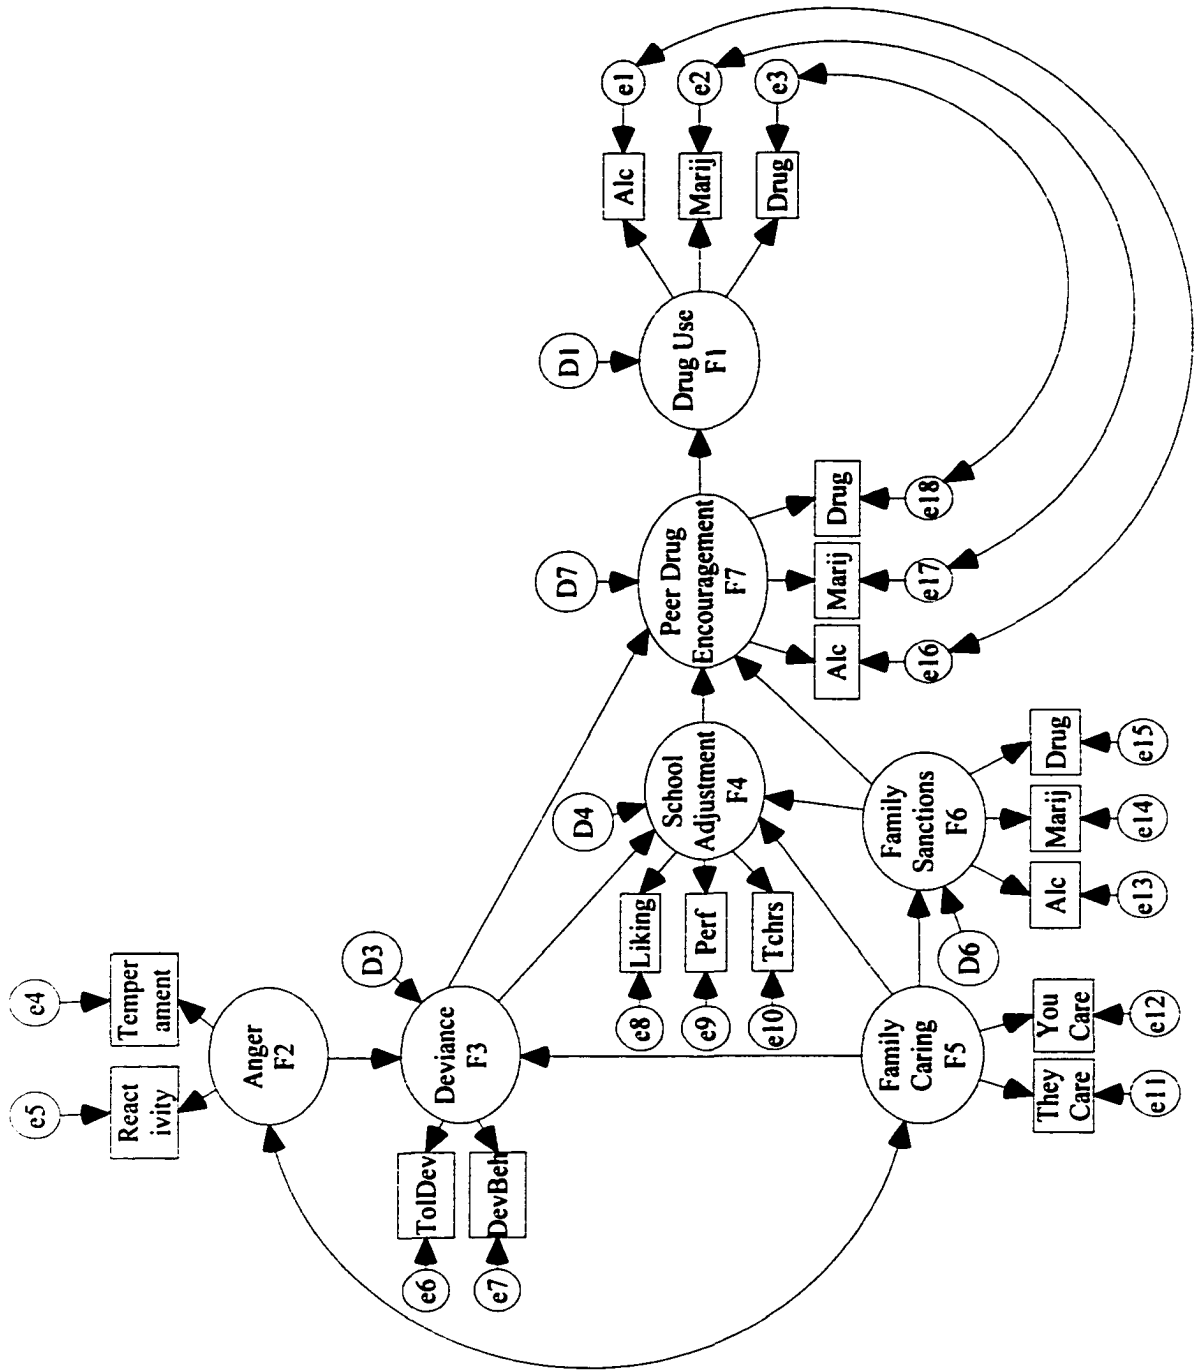 e5
e4
React
ivity
Temper
ament
Anger
F2
D3
e6
TolDev
e7
DevBeh
Deviance
F3
D4
e8
Liking
e9
Perf
e10
Tchrs
School
Adjustment
F4
D7
Peer Drug
Encouragement
F7
D1
Drug Use
F1
Alc
e1
Marij
e2
Drug
e3
Alc
Marij
Drug
e16
e17
e18
Family
Caring
F5
They
Care
You
Care
e11
e12
D6
Family
Sanctions
F6
Alc
Marij
Drug
e13
e14
e15